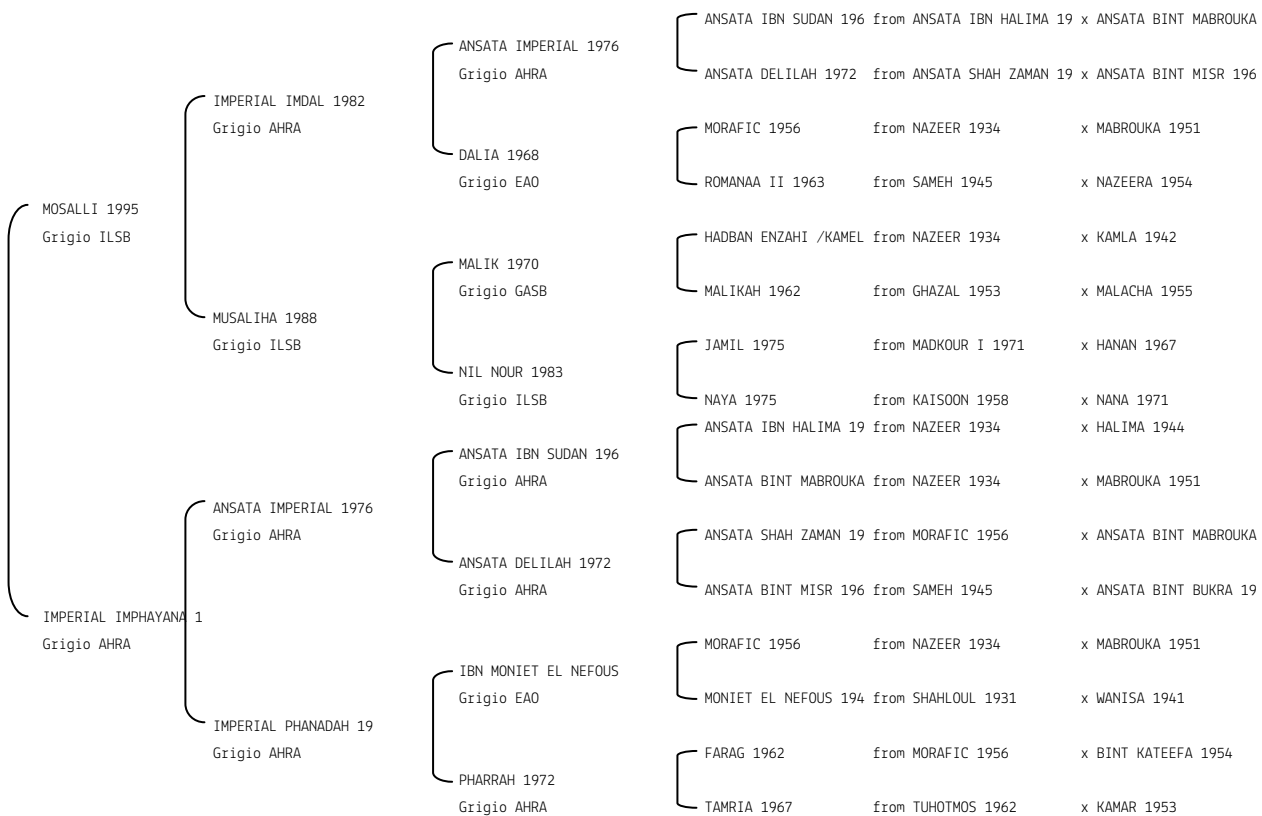 ANSATA IBN SUDAN 196 from ANSATA IBN HALIMA 19 x ANSATA BINT MABROUKA
ANSATA IMPERIAL 1976
Grigio AHRA
ANSATA DELILAH 1972 from ANSATA SHAH ZAMAN 19 x ANSATA BINT MISR 196
IMPERIAL IMDAL 1982
Grigio AHRA
MORAFIC 1956 from NAZEER 1934 x MABROUKA 1951
DALIA 1968
Grigio EAO
ROMANAA II 1963 from SAMEH 1945 x NAZEERA 1954
MOSALLI 1995
Grigio ILSB
HADBAN ENZAHI /KAMEL from NAZEER 1934 x KAMLA 1942
MALIK 1970
Grigio GASB
MALIKAH 1962 from GHAZAL 1953 x MALACHA 1955
MUSALIHA 1988
Grigio ILSB
JAMIL 1975 from MADKOUR I 1971 x HANAN 1967
NIL NOUR 1983
Grigio ILSB
NAYA 1975 from KAISOON 1958 x NANA 1971
ANSATA IBN HALIMA 19 from NAZEER 1934 x HALIMA 1944
ANSATA IBN SUDAN 196
Grigio AHRA
ANSATA BINT MABROUKA from NAZEER 1934 x MABROUKA 1951
ANSATA IMPERIAL 1976
Grigio AHRA
ANSATA SHAH ZAMAN 19 from MORAFIC 1956 x ANSATA BINT MABROUKA
ANSATA DELILAH 1972
Grigio AHRA
ANSATA BINT MISR 196 from SAMEH 1945 x ANSATA BINT BUKRA 19
IMPERIAL IMPHAYANA 1
Grigio AHRA
MORAFIC 1956 from NAZEER 1934 x MABROUKA 1951
IBN MONIET EL NEFOUS
Grigio EAO
MONIET EL NEFOUS 194 from SHAHLOUL 1931 x WANISA 1941
IMPERIAL PHANADAH 19
Grigio AHRA
FARAG 1962 from MORAFIC 1956 x BINT KATEEFA 1954
PHARRAH 1972
Grigio AHRA
TAMRIA 1967 from TUHOTMOS 1962 x KAMAR 1953